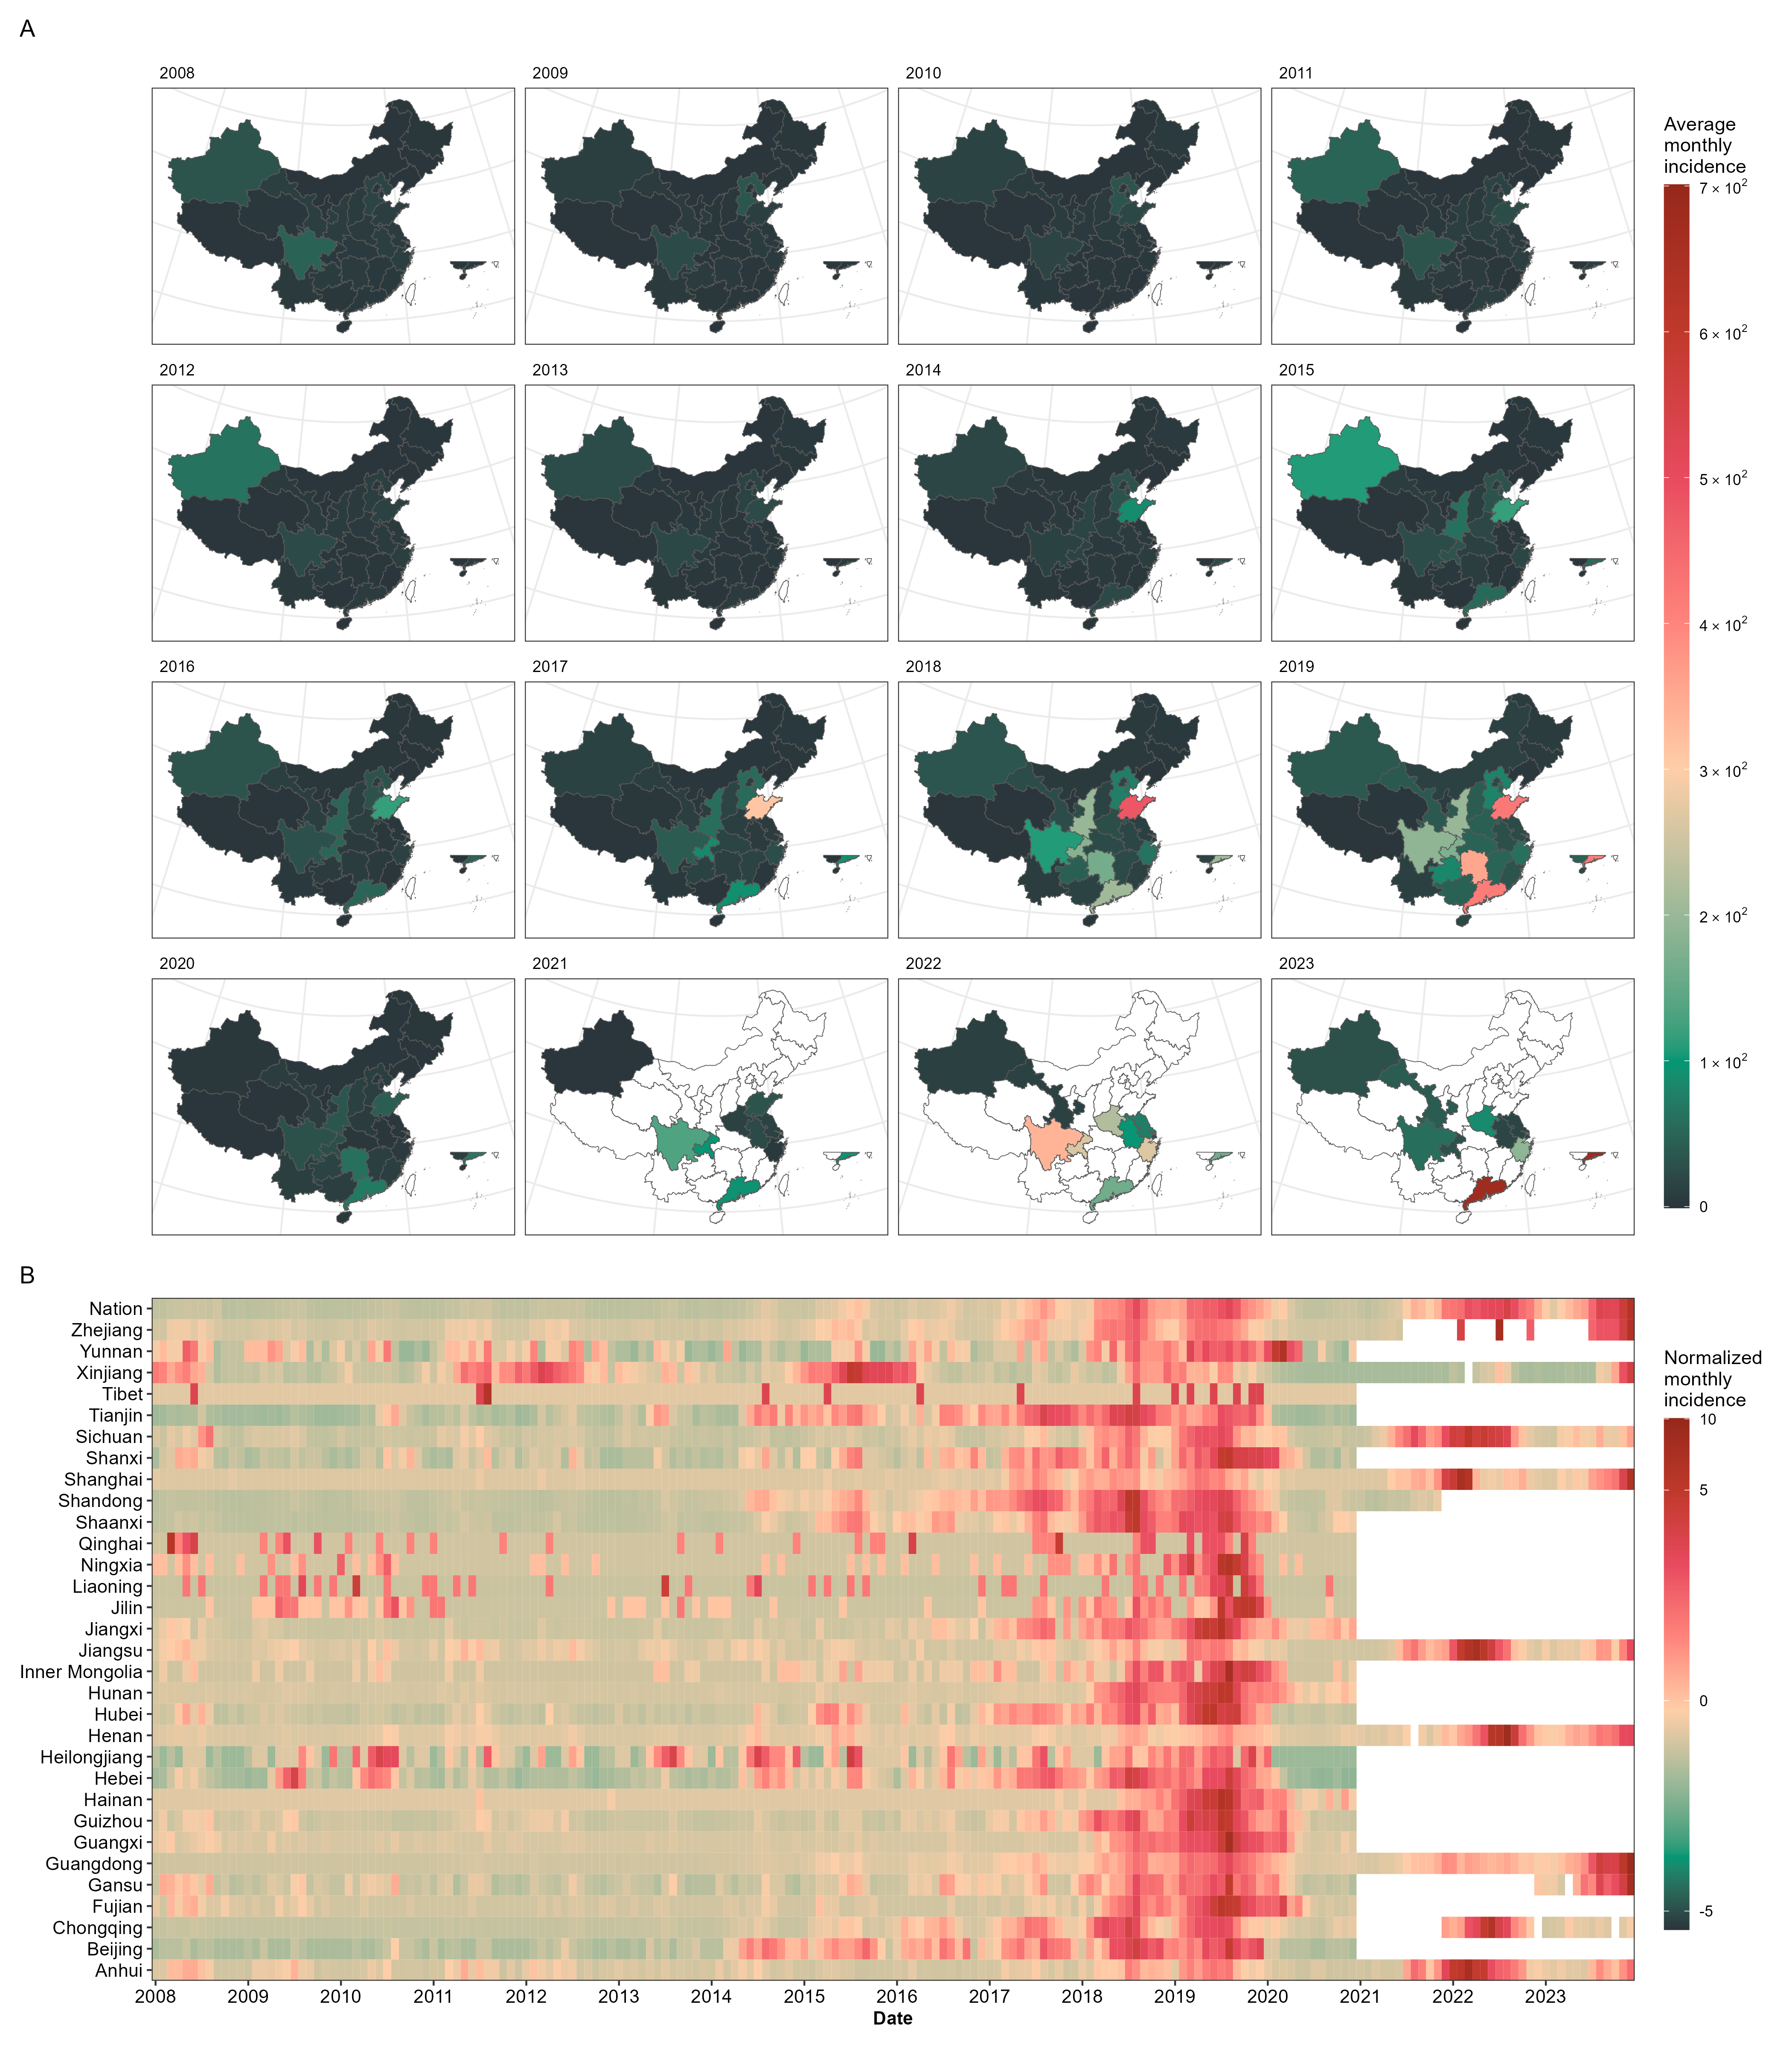 A
2008
2009
2010
2011
2012
2013
2014
2015
2016
2017
2018
2019
2020
2021
2022
2023
Average
monthly
incidence
7 × 10²
6 × 10²
5 × 10²
4 × 10²
3 × 10²
2 × 10²
1 × 10²
0
B
Nation
Zhejiang
Yunnan
Xinjiang
Tibet
Tianjin
Sichuan
Shanxi
Shanghai
Shandong
Shaanxi
Qinghai
Ningxia
Liaoning
Jilin
Jiangxi
Jiangsu
Inner Mongolia
Hunan
Hubei
Henan
Heilongjiang
Hebei
Hainan
Guizhou
Guangxi
Guangdong
Gansu
Fujian
Chongqing
Beijing
Anhui
2008 2009 2010 2011 2012 2013 2014 2015 2016 2017 2018 2019 2020 2021 2022 2023
Date
Normalized
monthly
incidence
10
5
0
-5